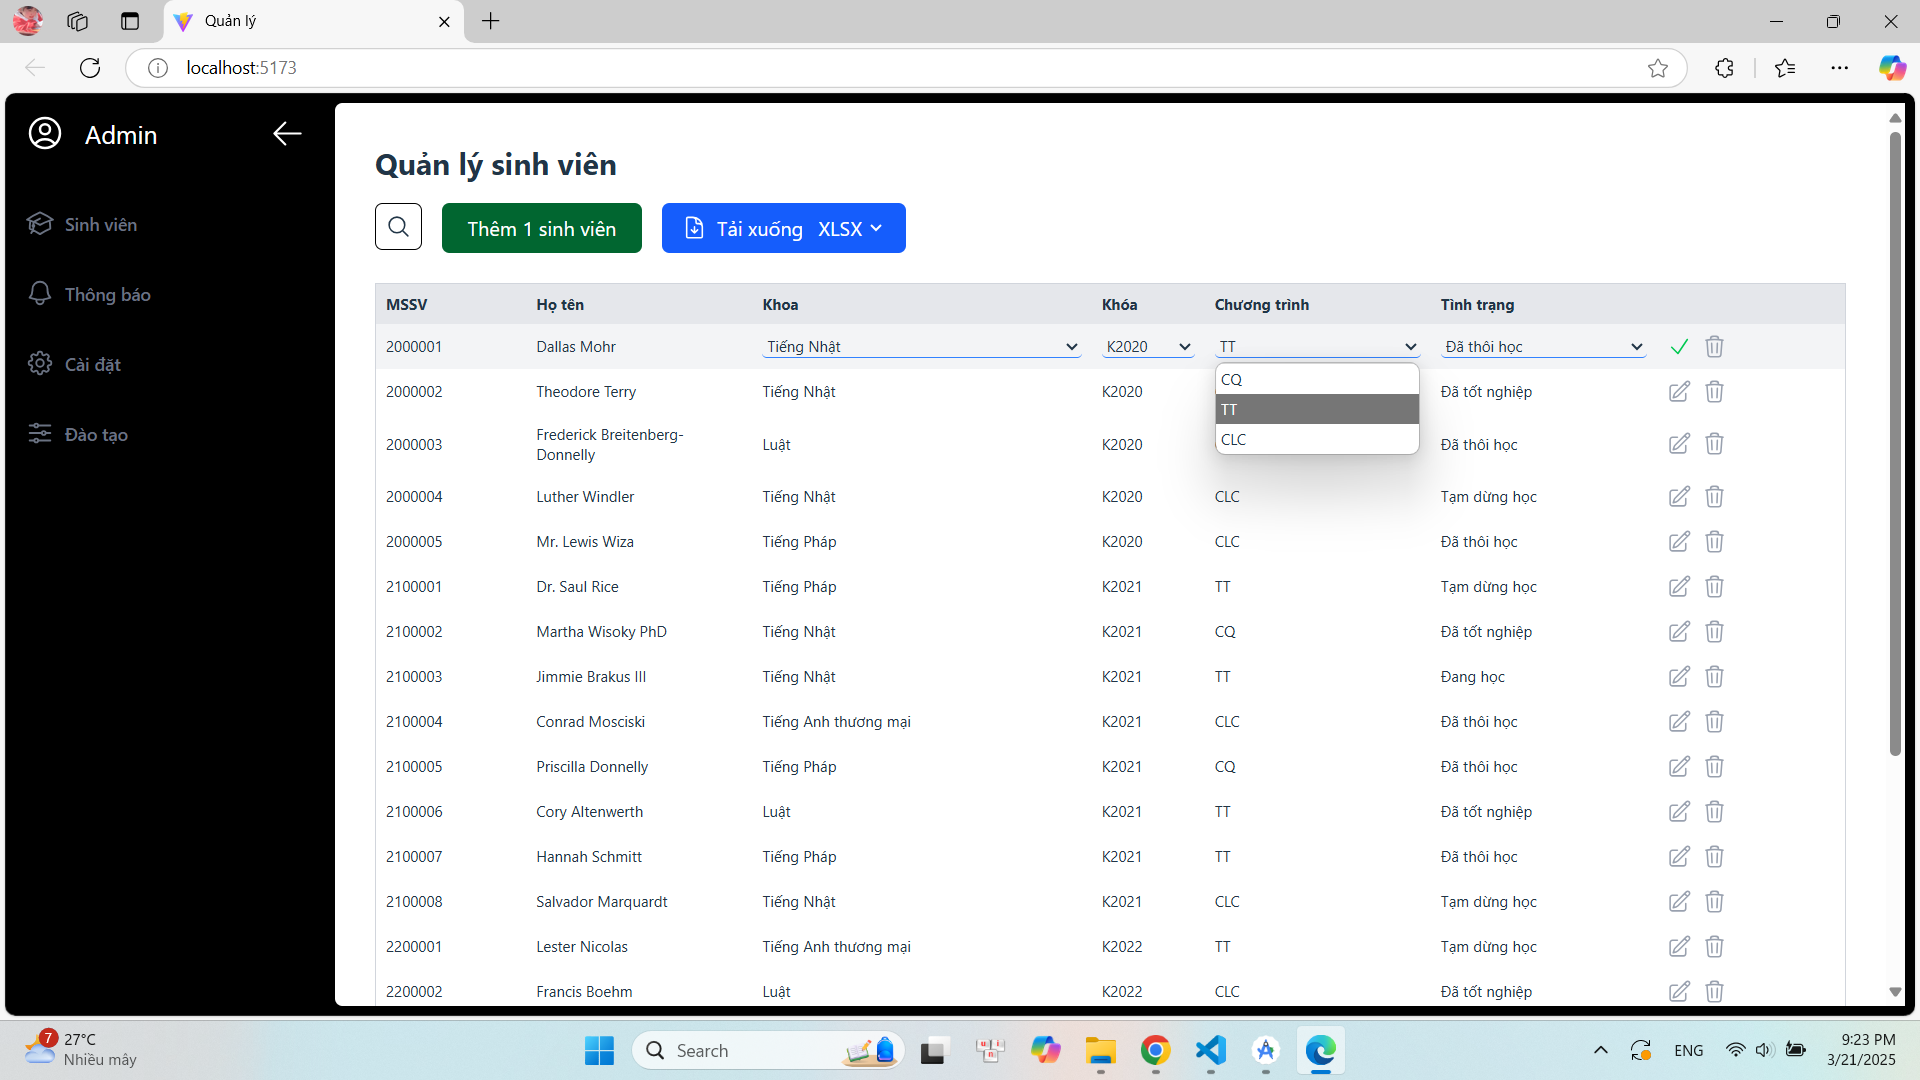 Quản lý
localhost:5173
Admin
Sinh viên
Thông báo
Cài đặt
Đào tạo
Quản lý sinh viên
Thêm 1 sinh viên
Tải xuống XLSX
MSSV Họ tên Khoa Khóa Chương trình Tình trạng
2000001 Dallas Mohr Tiếng Nhật K2020 TT Đã thôi học
CQ
TT
CLC
2000002 Theodore Terry Tiếng Nhật K2020 Đã tốt nghiệp
2000003 Frederick Breitenberg-
Donnelly Luật K2020 Đã thôi học
2000004 Luther Windler Tiếng Nhật K2020 CLC Tạm dừng học
2000005 Mr. Lewis Wiza Tiếng Pháp K2020 CLC Đã thôi học
2100001 Dr. Saul Rice Tiếng Pháp K2021 TT Tạm dừng học
2100002 Martha Wisoky PhD Tiếng Nhật K2021 CQ Đã tốt nghiệp
2100003 Jimmie Brakus III Tiếng Nhật K2021 TT Đang học
2100004 Conrad Mosciski Tiếng Anh thương mại K2021 CLC Đã thôi học
2100005 Priscilla Donnelly Tiếng Pháp K2021 CQ Đã thôi học
2100006 Cory Altenwerth Luật K2021 TT Đã tốt nghiệp
2100007 Hannah Schmitt Tiếng Pháp K2021 TT Đã thôi học
2100008 Salvador Marquardt Tiếng Nhật K2021 CLC Tạm dừng học
2200001 Lester Nicolas Tiếng Anh thương mại K2022 TT Tạm dừng học
2200002 Francis Boehm Luật K2022 CLC Đã tốt nghiệp
7
27°C
Nhiều mây
Search
ENG
9:23 PM
3/21/2025